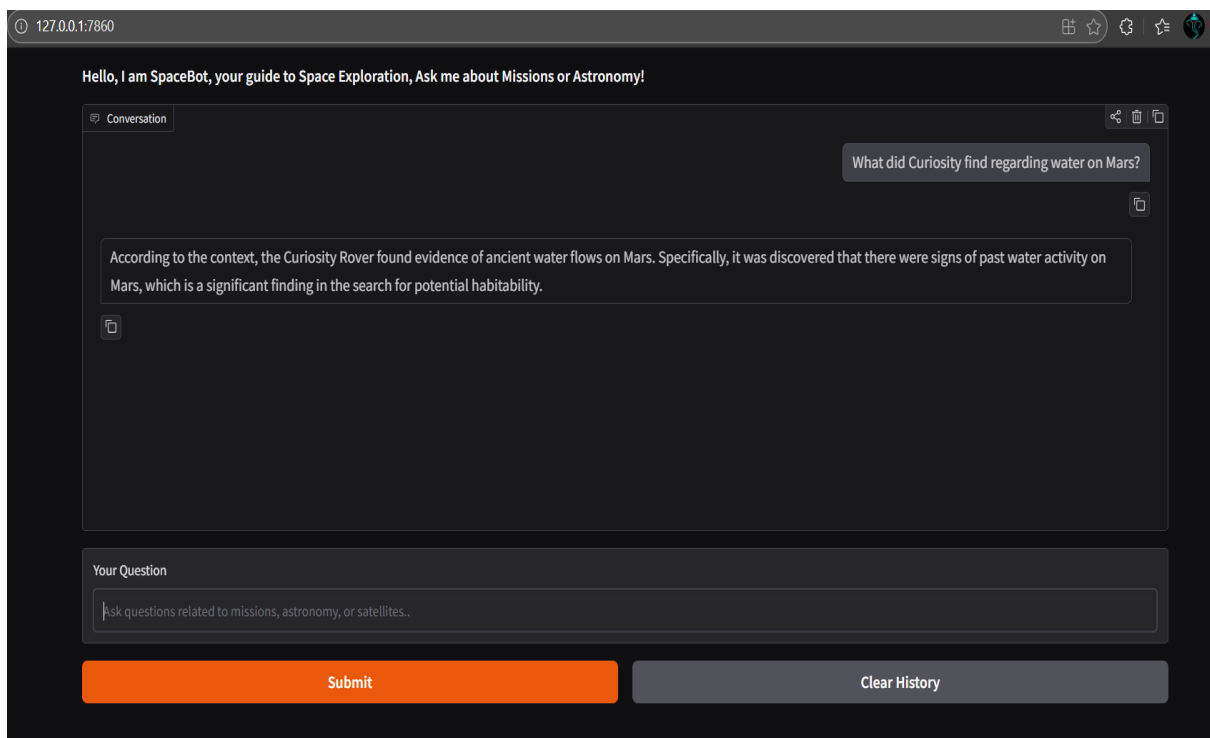 127.0.0.1:7860
Hello, I am SpaceBot, your guide to Space Exploration, Ask me about Missions or Astronomy!
Conversation
What did Curiosity find regarding water on Mars?
According to the context, the Curiosity Rover found evidence of ancient water flows on Mars. Specifically, it was discovered that there were signs of past water activity on
Mars, which is a significant finding in the search for potential habitability.
Your Question
Ask questions related to missions, astronomy, or satellites..
Submit
Clear History